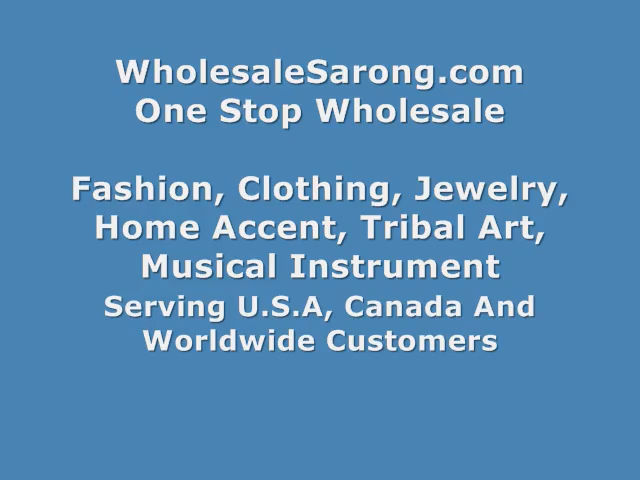 WholesaleSarong.com
One Stop Wholesale
Fashion, Clothing, Jewelry,
Home Accent, Tribal Art,
Musical Instrument
Serving U.S.A, Canada And
Worldwide Customers